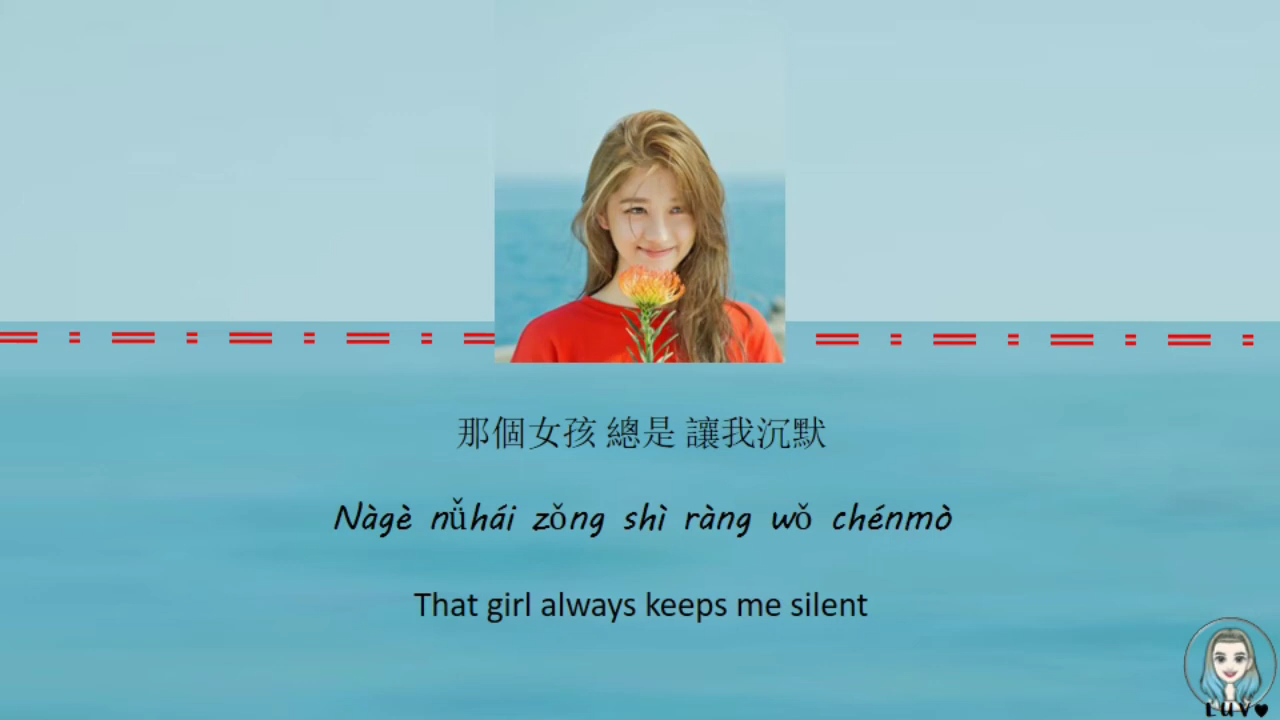 那個女孩 總是 讓我沉默
Nàgè nǚhái zǒng shì ràng wǒ chénmò
That girl always keeps me silent
LUV♥